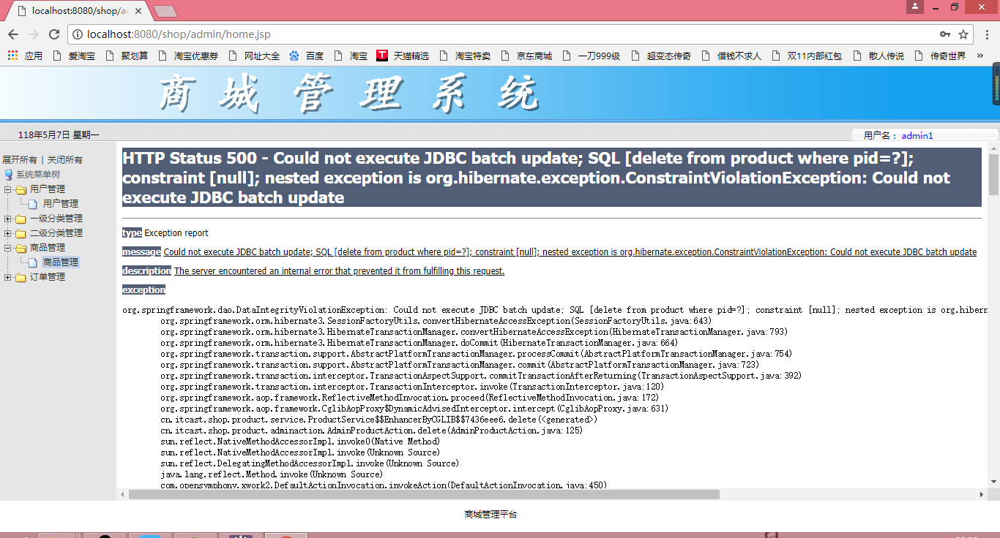 localhost:8080/shop/ad
localhost:8080/shop/admin/home.jsp
应用 爱淘宝 聚划算 淘宝优惠券 网址大全 百度 淘宝 天猫精选 淘宝特卖 京东商城 一刀999级 超变态传奇 借钱不求人 双11内部红包 散人传说 传奇世界 »
商城管理系统
118年5月7日 星期一 用户名： admin1
展开所有 | 关闭所有
系统菜单树
用户管理
用户管理
一级分类管理
二级分类管理
商品管理
商品管理
订单管理
HTTP Status 500 - Could not execute JDBC batch update; SQL [delete from product where pid=?];
constraint [null]; nested exception is org.hibernate.exception.ConstraintViolationException: Could not
execute JDBC batch update
type Exception report
message Could not execute JDBC batch update; SQL [delete from product where pid=?]; constraint [null]; nested exception is org.hibernate.exception.ConstraintViolationException: Could not execute JDBC batch update
description The server encountered an internal error that prevented it from fulfilling this request.
exception
org.springframework.dao.DataIntegrityViolationException: Could not execute JDBC batch update; SQL [delete from product where pid=?]; constraint [null]; nested exception is org.hibern
org.springframework.orm.hibernate3.SessionFactoryUtils.convertHibernateAccessException(SessionFactoryUtils.java:643)
org.springframework.orm.hibernate3.HibernateTransactionManager.convertHibernateAccessException(HibernateTransactionManager.java:793)
org.springframework.orm.hibernate3.HibernateTransactionManager.doCommit(HibernateTransactionManager.java:664)
org.springframework.transaction.support.AbstractPlatformTransactionManager.processCommit(AbstractPlatformTransactionManager.java:754)
org.springframework.transaction.support.AbstractPlatformTransactionManager.commit(AbstractPlatformTransactionManager.java:723)
org.springframework.transaction.interceptor.TransactionAspectSupport.commitTransactionAfterReturning(TransactionAspectSupport.java:392)
org.springframework.transaction.interceptor.TransactionInterceptor.invoke(TransactionInterceptor.java:120)
org.springframework.aop.framework.ReflectiveMethodInvocation.proceed(ReflectiveMethodInvocation.java:172)
org.springframework.aop.framework.CglibAopProxy$DynamicAdvisedInterceptor.intercept(CglibAopProxy.java:631)
cn.itcast.shop.product.service.ProductService$$EnhancerByCGLIB$$7436eee6.delete(<generated>)
cn.itcast.shop.product.adminaction.AdminProductAction.delete(AdminProductAction.java:125)
sun.reflect.NativeMethodAccessorImpl.invoke0(Native Method)
sun.reflect.NativeMethodAccessorImpl.invoke(Unknown Source)
sun.reflect.DelegatingMethodAccessorImpl.invoke(Unknown Source)
java.lang.reflect.Method.invoke(Unknown Source)
com.opensymphony.xwork2.DefaultActionInvocation.invokeAction(DefaultActionInvocation.java:450)
商城管理平台